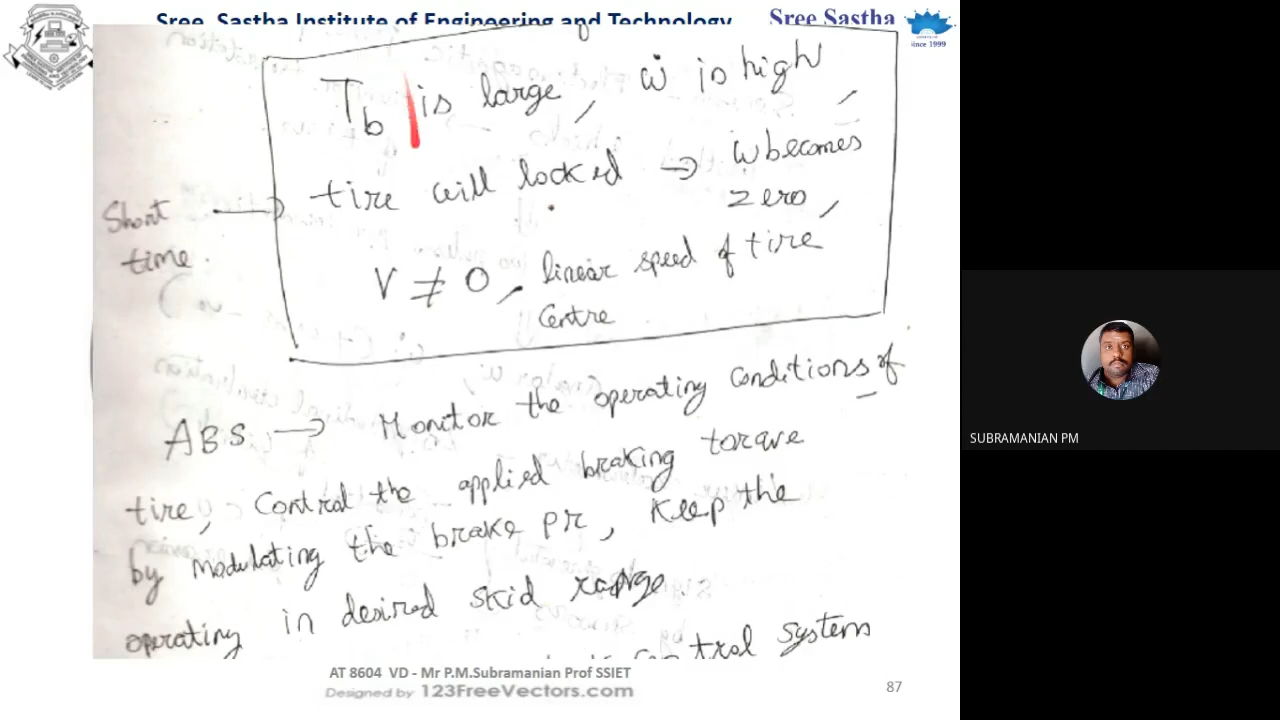 Sree Sastha Institute of Engineering and Technology
Sree Sastha
Since 1999
Tb is large, ẇ is high,
tire will locked → w becomes
zero,
V ≠ 0, linear speed of tire
Centre
Short
time.
ABS → Monitor the operating conditions of
tire, Control the applied braking torque
by modulating the brake pr, Keep the
operating in desired skid range.
control system
AT 8604 VD - Mr P.M.Subramanian Prof SSIET
Designed by 123FreeVectors.com
87
SUBRAMANIAN PM